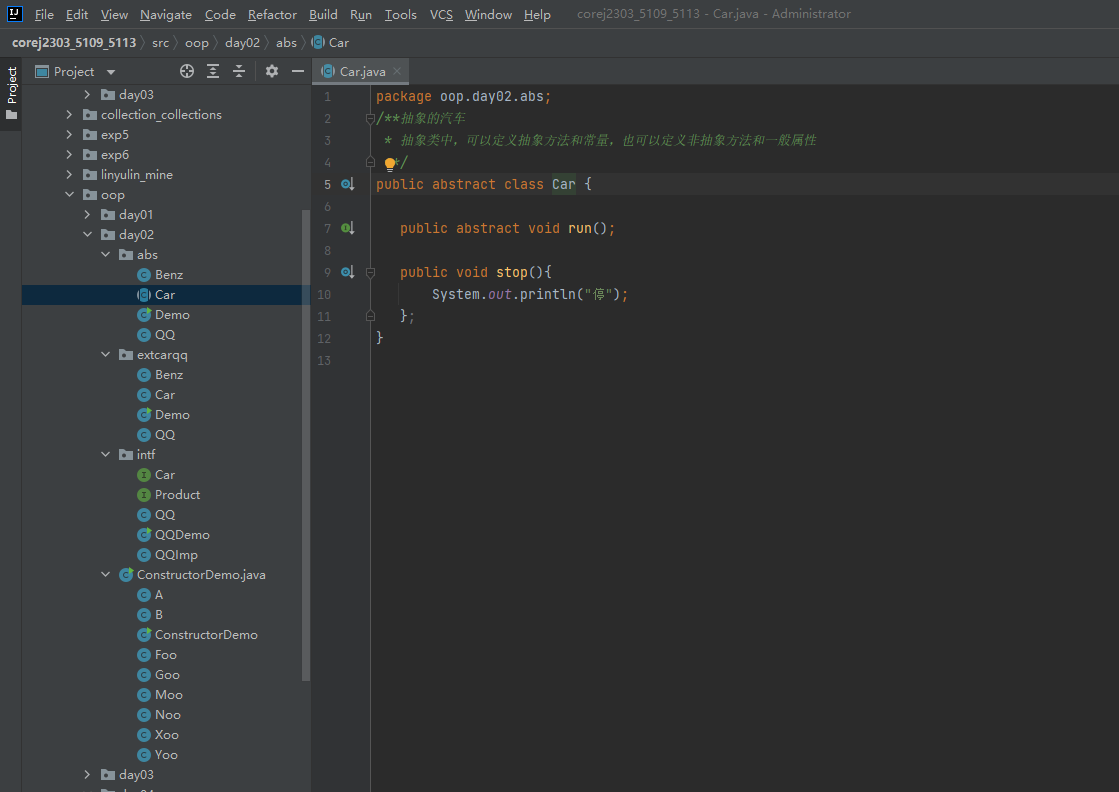 File Edit View Navigate Code Refactor Build Run Tools VCS Window Help corej2303_5109_5113 - Car.java - Administrator
corej2303_5109_5113 src oop day02 abs Car
Project
Project
day03
collection_collections
exp5
exp6
linyulin_mine
oop
day01
day02
abs
Benz
Car
Demo
QQ
extcarqq
Benz
Car
Demo
QQ
intf
Car
Product
QQ
QQDemo
QQImp
ConstructorDemo.java
A
B
ConstructorDemo
Foo
Goo
Moo
Noo
Xoo
Yoo
day03
Car.java
1 package oop.day02.abs;
2 /**抽象的汽车
3 * 抽象类中，可以定义抽象方法和常量，也可以定义非抽象方法和一般属性
4 */
5 public abstract class Car {
6
7 public abstract void run();
8
9 public void stop(){
10 System.out.println("停");
11 };
12 }
13